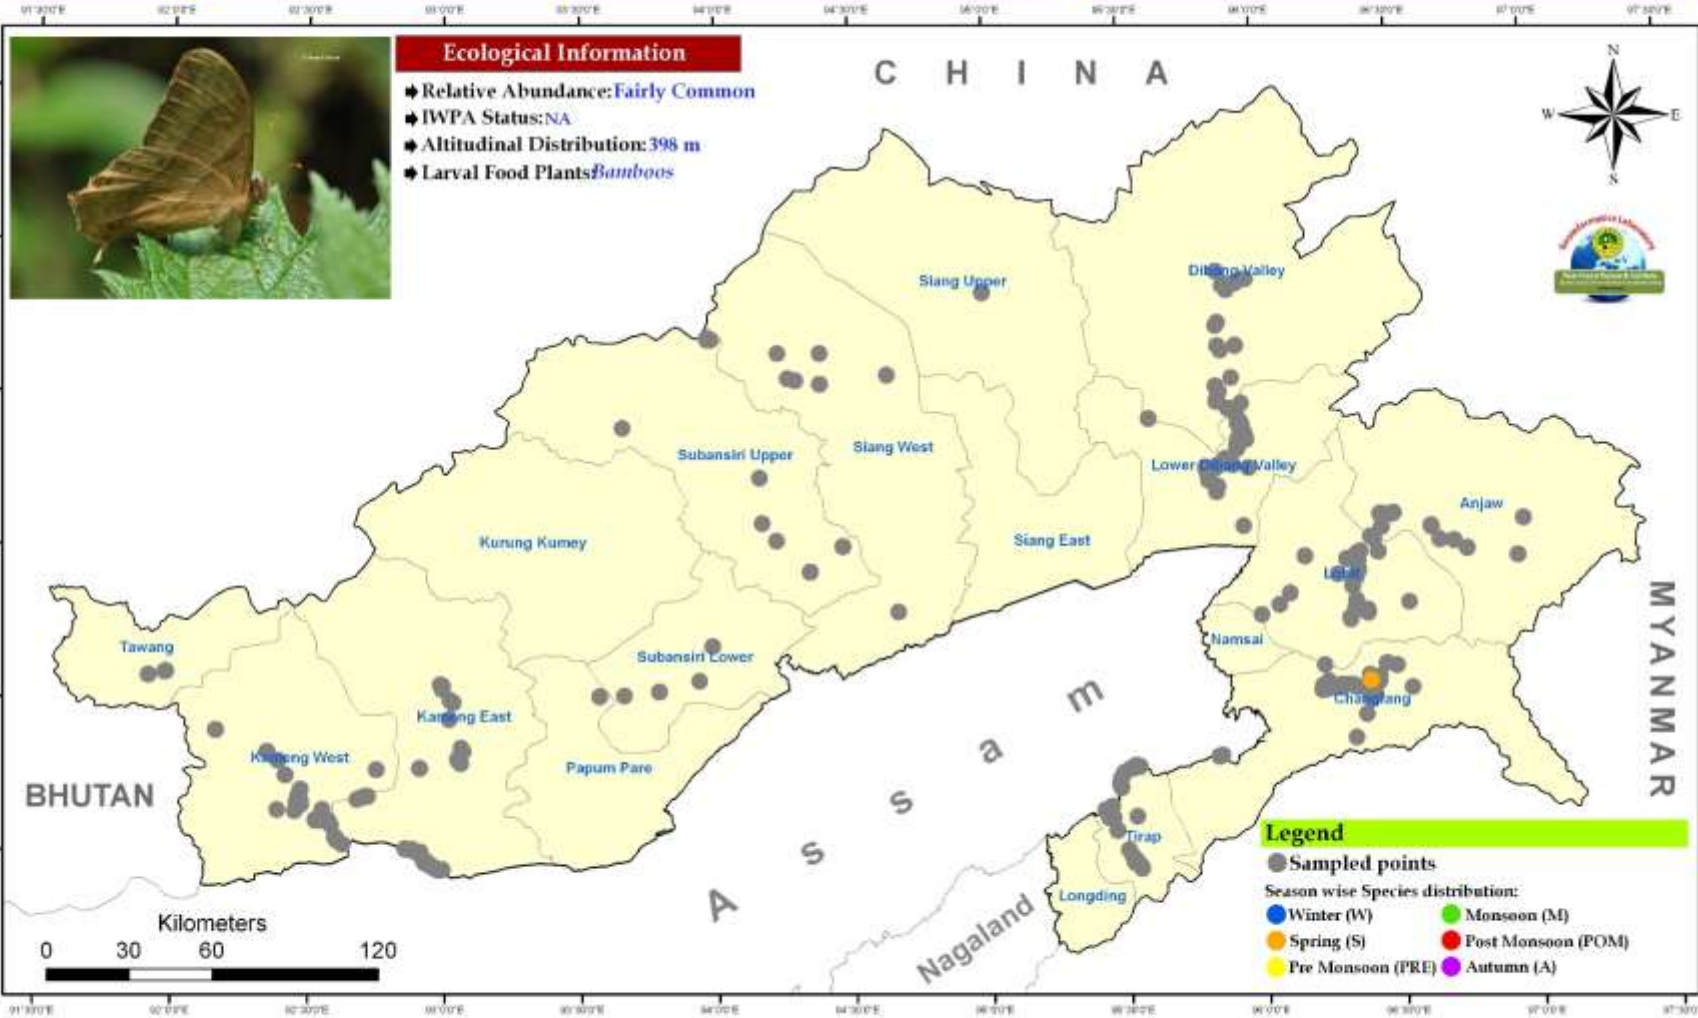 Ecological Information
Relative Abundance:Fairly Common
IWPA Status:NA
Altitudinal Distribution:398 m
Larval Food Plants:Bamboos
CHINA
N
W
E
S
Dibang Valley
Siang Upper
Siang West
Subansiri Upper
Lower Dibang Valley
Anjaw
Kurung Kumey
Siang East
Lohit
Tawang
Namsai
Subansiri Lower
Changlang
Kameng East
Kameng West
Papum Pare
BHUTAN
Assam
MYANMAR
Tirap
Longding
Nagaland
Kilometers
0 30 60 120
Legend
Sampled points
Season wise Species distribution:
Winter (W)
Monsoon (M)
Spring (S)
Post Monsoon (POM)
Pre Monsoon (PRE)
Autumn (A)